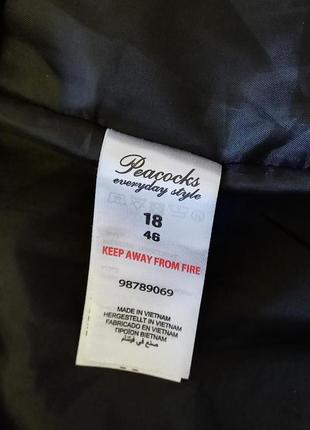 Peacocks
everyday style
18
46
KEEP AWAY FROM FIRE
98789069
MADE IN VIETNAM
HERGESTELLT IN VIETNAM
FABRICADO EN VIETNAM
ΠΡΟΪΟΝ ΒΙΕΤΝΑΜ
صنع في فيتنام